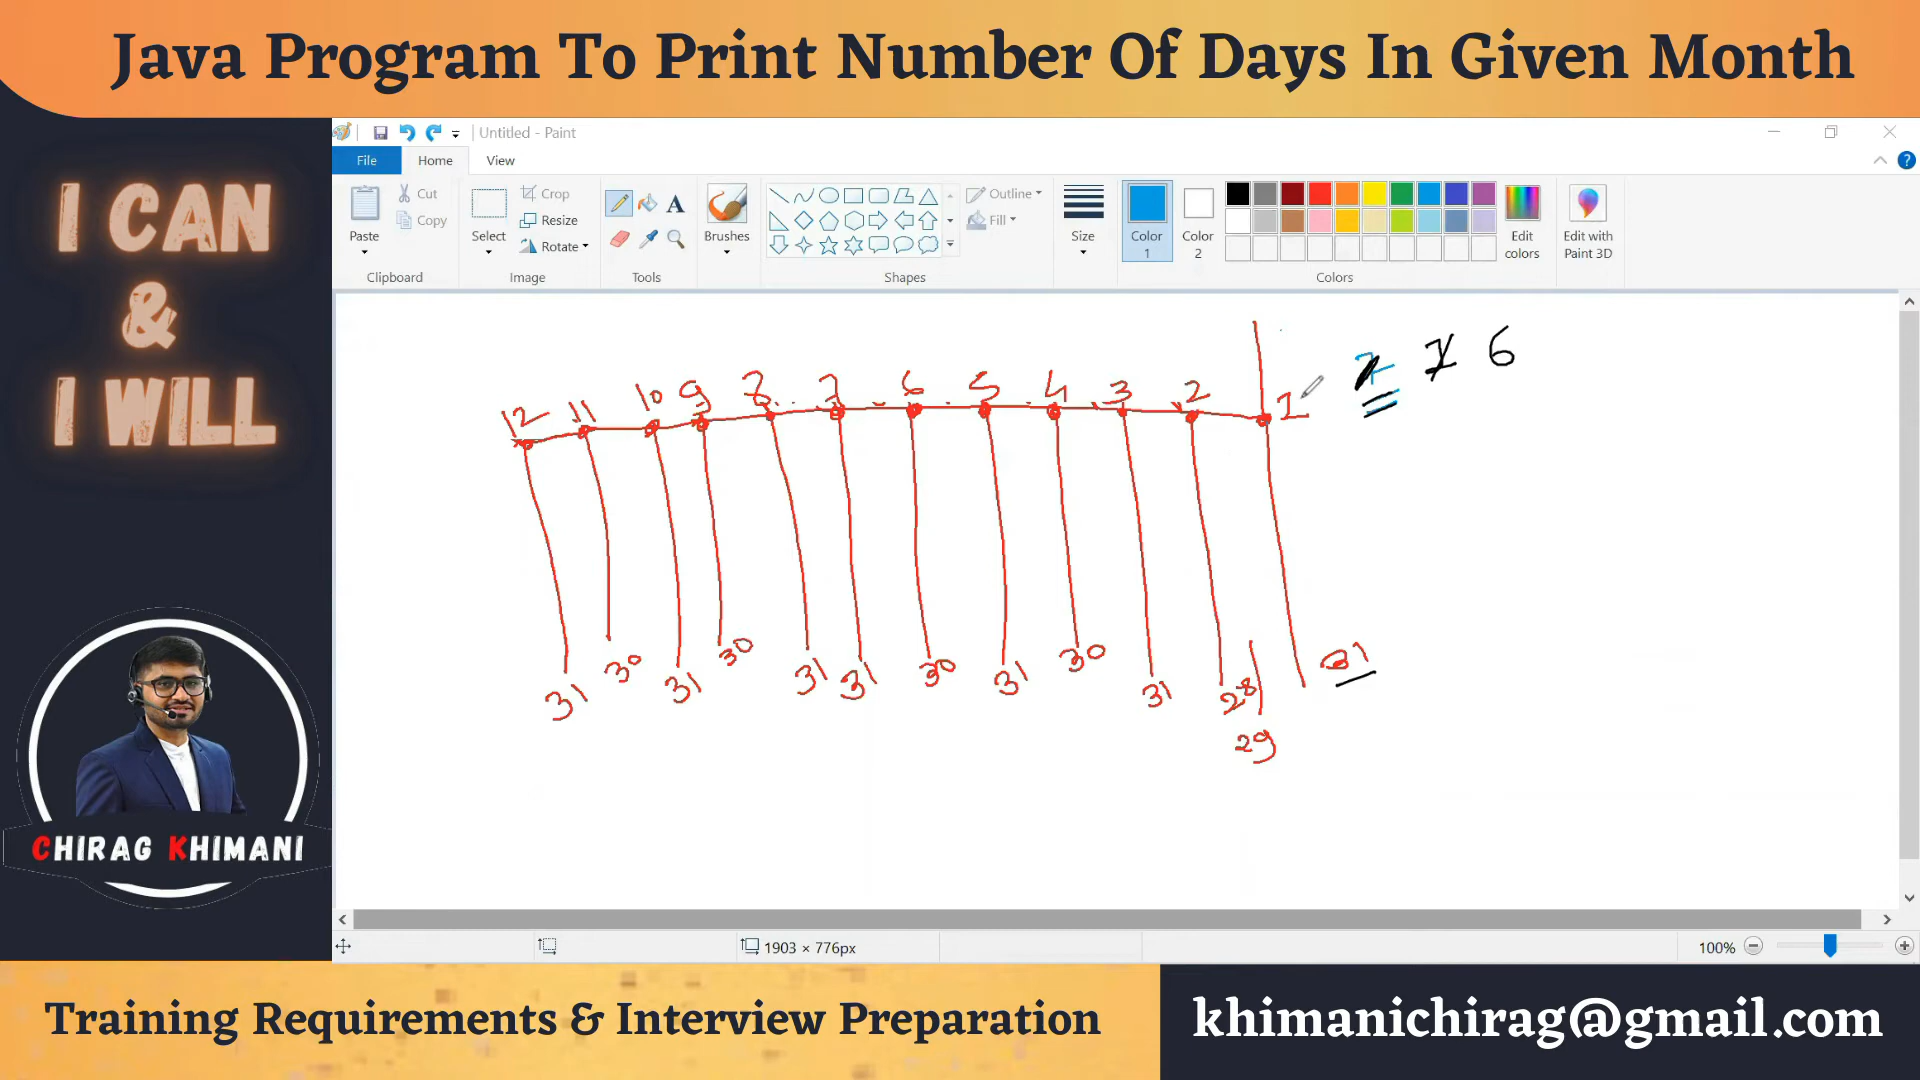 Java Program To Print Number Of Days In Given Month
I CAN
&
I WILL
CHIRAG KHIMANI
Untitled - Paint
File Home View
Paste
Cut
Copy
Clipboard
Select
Crop
Resize
Rotate
Image
A
Tools
Brushes
Outline
Fill
Shapes
Size
Color 1
Color 2
Edit colors
Colors
Edit with Paint 3D
?
12 11 10 9 8 7 6 5 4 3 2 1
7 7 6
31 30 31 30 31 31 30 31 30 31 28 31
29
1903 × 776px
100%
Training Requirements & Interview Preparation
khimanichirag@gmail.com